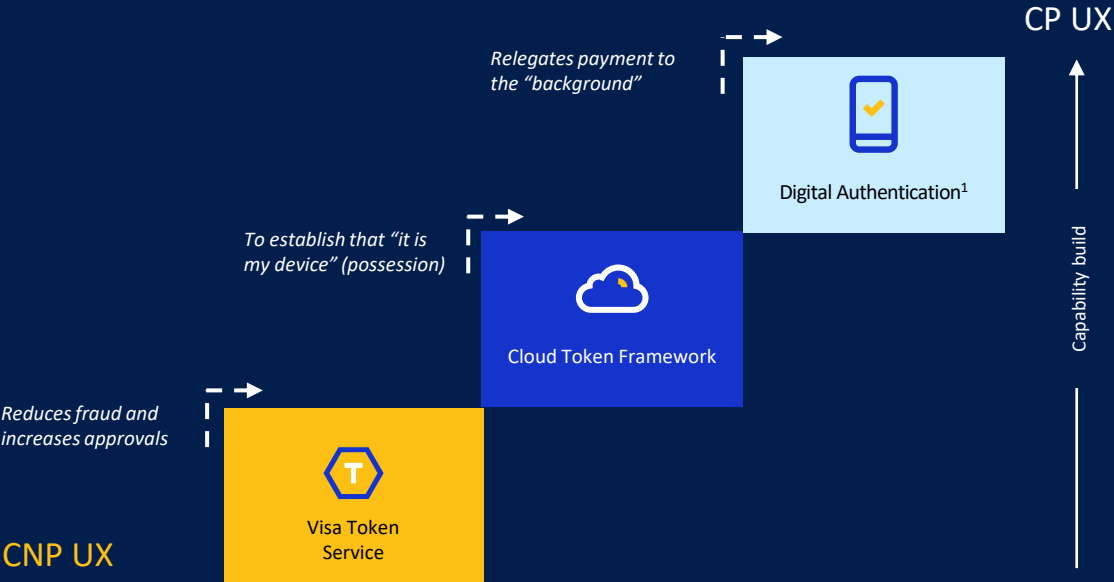 CP UX
Relegates payment to
the “background”
Digital Authentication1
To establish that “it is
my device” (possession)
Cloud Token Framework
Capability build
Reduces fraud and
increases approvals
T
Visa Token
Service
CNP UX